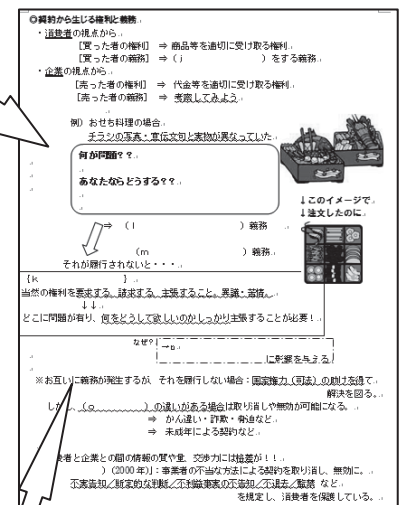 ◎契約から生じる権利と義務
・消費者の視点から
[買った者の権利] ⇒ 商品等を適切に受け取る権利
[買った者の義務] ⇒ (j )をする義務
・企業の視点から
[売った者の権利] ⇒ 代金等を適切に受け取る権利
[売った者の義務] ⇒ 考察してみよう
例) おせち料理の場合
チラシの写真・宣伝文句と実物が異なっていた
何が問題??
あなたならどうする??
↓このイメージで
↓注文したのに
⇒ (l )義務
(m )義務
それが履行されないと・・・
{k }
当然の権利を要求する、請求する、主張すること。異議・苦情
↓↓
どこに問題が有り、何をどうして欲しいのかしっかり主張することが必要!
なぜ?
→n
に影響を与える
※お互いに義務が発生するが、それを履行しない場合:国家権力(司法)の助けを得て
解決を図る。
しかし、(o )の違いがある場合は取り消しや無効が可能になる。
⇒ かん違い・詐欺・脅迫など
⇒ 未成年による契約など
費者と企業との間の情報の質や量、交渉力には格差が!!
)(2000年)」:事業者の不当な方法による契約を取り消し、無効に。
不実告知/断定的な判断/不利益事実の不告知/不退去/監禁 など
を規定し、消費者を保護している。